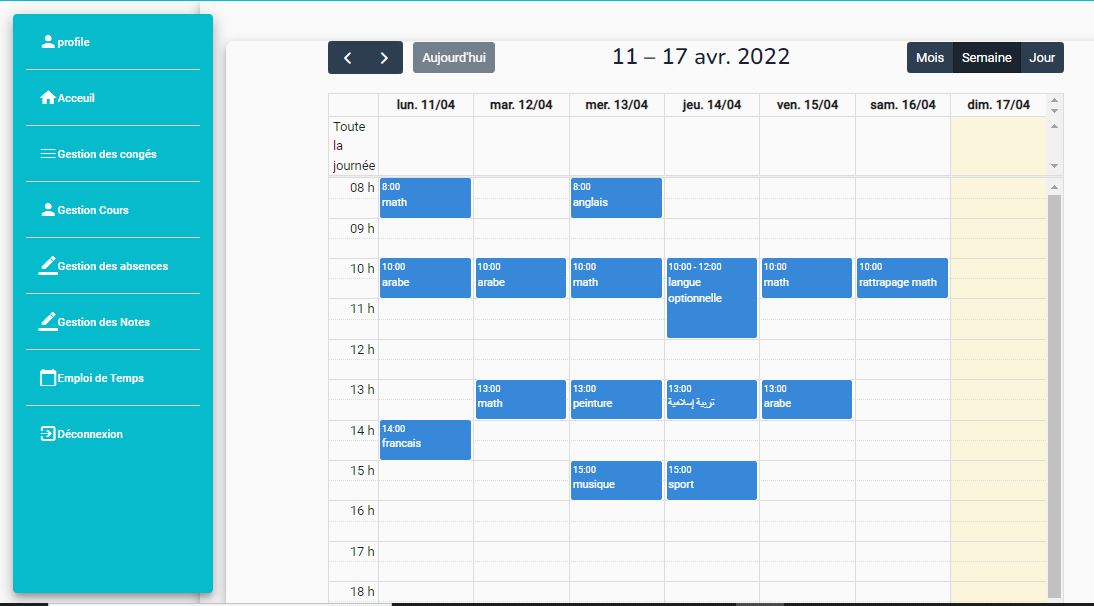 profile
Acceuil
Gestion des congés
Gestion Cours
Gestion des absences
Gestion des Notes
Emploi de Temps
Déconnexion
Aujourd'hui
11 – 17 avr. 2022
Mois Semaine Jour
lun. 11/04 mar. 12/04 mer. 13/04 jeu. 14/04 ven. 15/04 sam. 16/04 dim. 17/04
Toute
la
journée
08 h
8:00
math
8:00
anglais
09 h
10 h
10:00
arabe
10:00
arabe
10:00
math
10:00 - 12:00
langue
optionnelle
10:00
math
10:00
rattrapage math
11 h
12 h
13 h
13:00
math
13:00
peinture
13:00
تربية إسلامية
13:00
arabe
14 h
14:00
francais
15 h
15:00
musique
15:00
sport
16 h
17 h
18 h